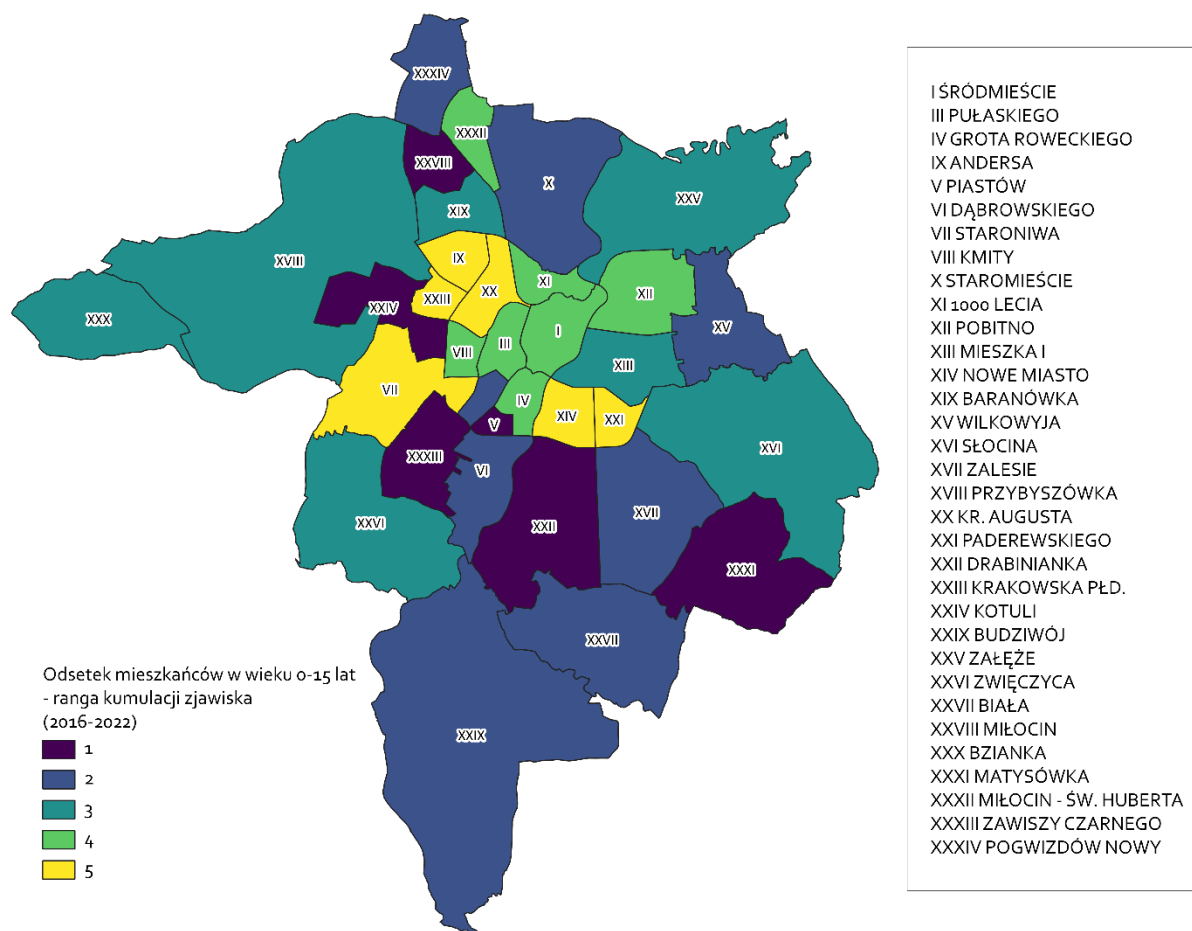 XXXIV
XXXII
XXVIII
X
XXV
XIX
XVIII
IX
XI
XX
XII
XXIII
XXIV
XXX
XV
I
III
VIII
XIII
VII
IV
XIV
XXI
V
XVI
XXXIII
VI
XXVI
XXII
XVII
XXXI
XXVII
XXIX
Odsetek mieszkańców w wieku 0-15 lat
- ranga kumulacji zjawiska
(2016-2022)
1
2
3
4
5
I ŚRÓDMIEŚCIE
III PUŁASKIEGO
IV GROTA ROWECKIEGO
IX ANDERSA
V PIASTÓW
VI DĄBROWSKIEGO
VII STARONIWA
VIII KMITY
X STAROMIEŚCIE
XI 1000 LECIA
XII POBITNO
XIII MIESZKA I
XIV NOWE MIASTO
XIX BARANÓWKA
XV WILKOWYJA
XVI SŁOCINA
XVII ZALESIE
XVIII PRZYBYSZÓWKA
XX KR. AUGUSTA
XXI PADEREWSKIEGO
XXII DRABINIANKA
XXIII KRAKOWSKA PŁD.
XXIV KOTULI
XXIX BUDZIWÓJ
XXV ZAŁĘŻE
XXVI ZWIĘCZYCA
XXVII BIAŁA
XXVIII MIŁOCIN
XXX BZIANKA
XXXI MATYSÓWKA
XXXII MIŁOCIN - ŚW. HUBERTA
XXXIII ZAWISZY CZARNEGO
XXXIV POGWIZDÓW NOWY